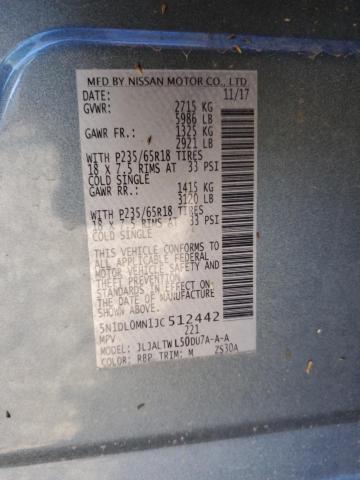 MFD BY NISSAN MOTOR CO., LTD
DATE: 11/17
GVWR: 2715 KG
5986 LB
GAWR FR.: 1325 KG
2921 LB
WITH P235/65R18 TIRES
18 X 7.5 RIMS AT 33 PSI
COLD SINGLE
GAWR RR.: 1415 KG
3120 LB
WITH P235/65R18 TIRES
18 X 7.5 RIMS AT 33 PSI
COLD SINGLE
THIS VEHICLE CONFORMS TO
ALL APPLICABLE U.S. FEDERAL
MOTOR VEHICLE SAFETY AND
THEFT PREVENTION
STANDARDS IN EFFECT ON THE
DATE OF MANUFACTURE
SHOWN ABOVE.
5N1DL0MN1JC512442
MPV 221
MODEL: JLJALTWL50DU7A-A-A
COLOR: RBP TRIM: M ZS30A